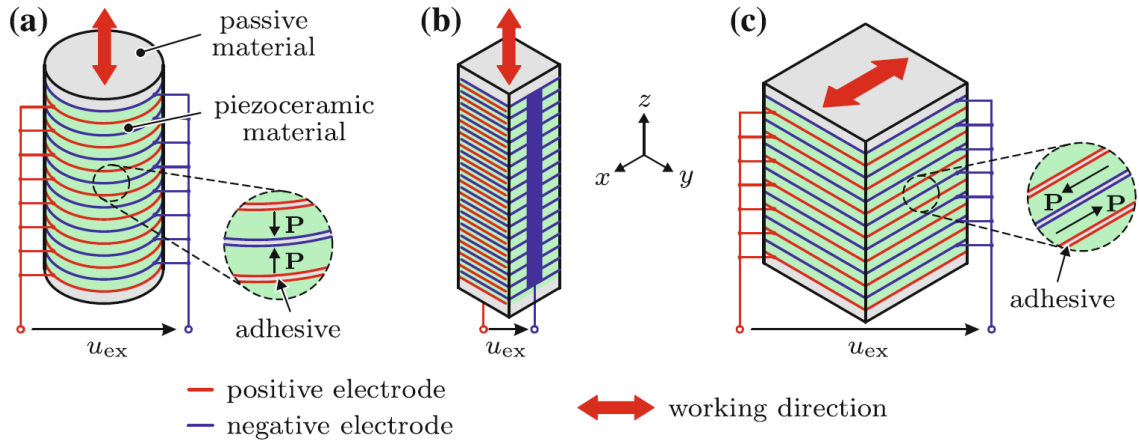 (a)
passive
material
piezoceramic
material
P
P
adhesive
u_ex
(b)
z
x
y
u_ex
(c)
P
P
adhesive
u_ex
positive electrode
negative electrode
working direction